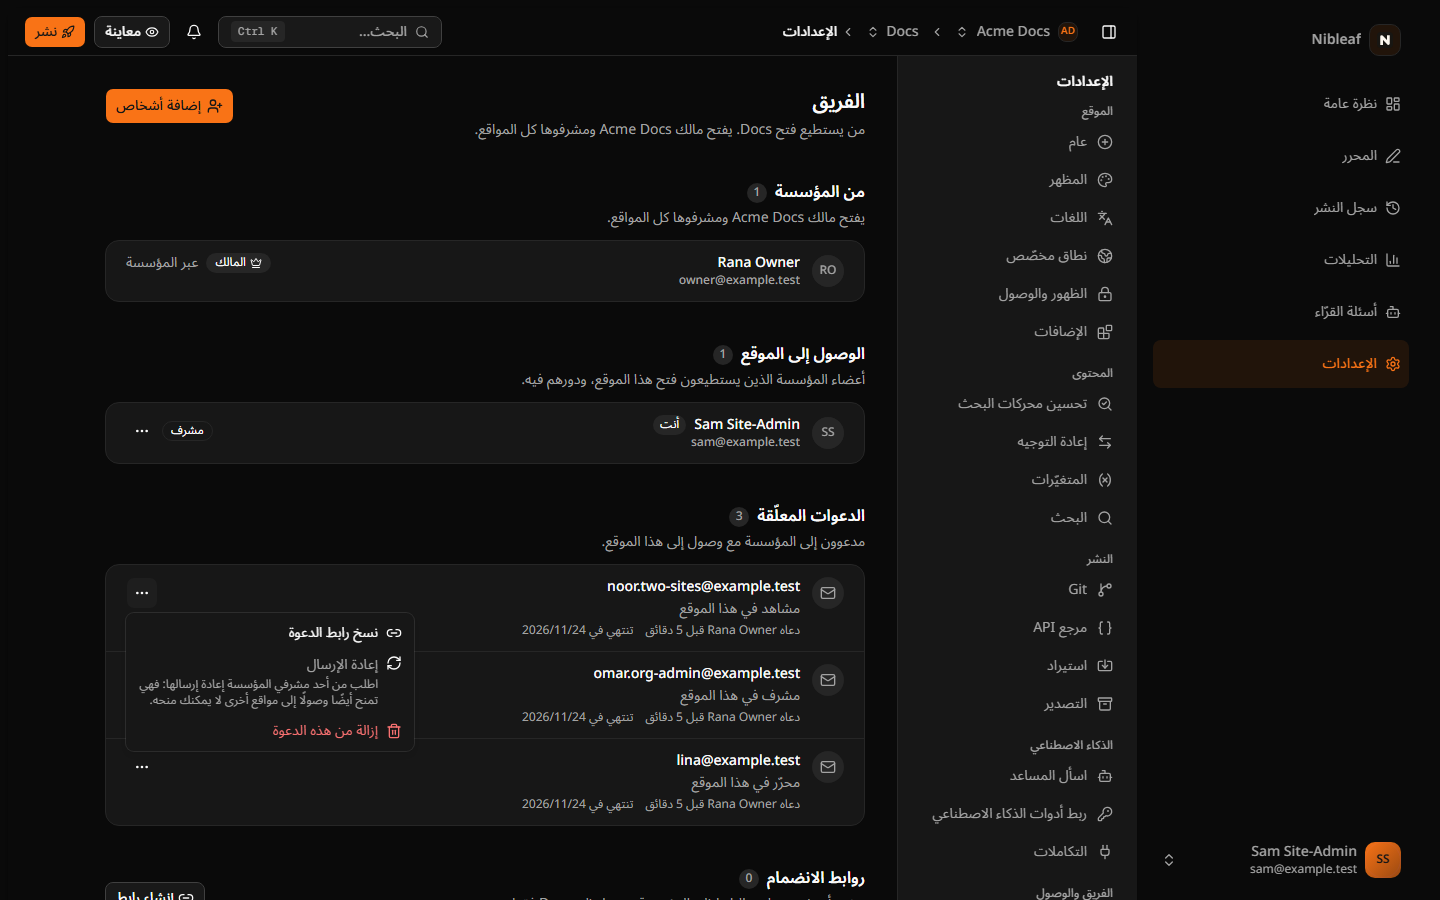 N Nibleaf
نظرة عامة
المحرر
سجل النشر
التحليلات
أسئلة القرّاء
الإعدادات
Sam Site-Admin
sam@example.test
SS
AD Acme Docs
Docs
الإعدادات
البحث...
Ctrl K
معاينة
نشر
الإعدادات
الموقع
عام
المظهر
اللغات
نطاق مخصّص
الظهور والوصول
الإضافات
المحتوى
تحسين محركات البحث
إعادة التوجيه
المتغيّرات
البحث
النشر
Git
مرجع API
استيراد
التصدير
الذكاء الاصطناعي
اسأل المساعد
ربط أدوات الذكاء الاصطناعي
التكاملات
الفريق والوصول
الفريق
من يستطيع فتح Docs. يفتح مالك Acme Docs ومشرفوها كل المواقع.
إضافة أشخاص
من المؤسسة 1
يفتح مالك Acme Docs ومشرفوها كل المواقع.
RO
Rana Owner
owner@example.test
المالك
عبر المؤسسة
الوصول إلى الموقع 1
أعضاء المؤسسة الذين يستطيعون فتح هذا الموقع، ودورهم فيه.
SS
Sam Site-Admin أنت
sam@example.test
مشرف
الدعوات المعلّقة 3
مدعوون إلى المؤسسة مع وصول إلى هذا الموقع.
noor.two-sites@example.test
مشاهد في هذا الموقع
دعاه Rana Owner قبل 5 دقائق تنتهي في 2026/11/24
نسخ رابط الدعوة
إعادة الإرسال
اطلب من أحد مشرفي المؤسسة إعادة إرسالها: فهي
تمنح أيضًا وصولًا إلى مواقع أخرى لا يمكنك منحه.
إزالة من هذه الدعوة
omar.org-admin@example.test
مشرف في هذا الموقع
دعاه Rana Owner قبل 5 دقائق تنتهي في 2026/11/24
lina@example.test
محرّر في هذا الموقع
دعاه Rana Owner قبل 5 دقائق تنتهي في 2026/11/24
روابط الانضمام 0
إنشاء رابط